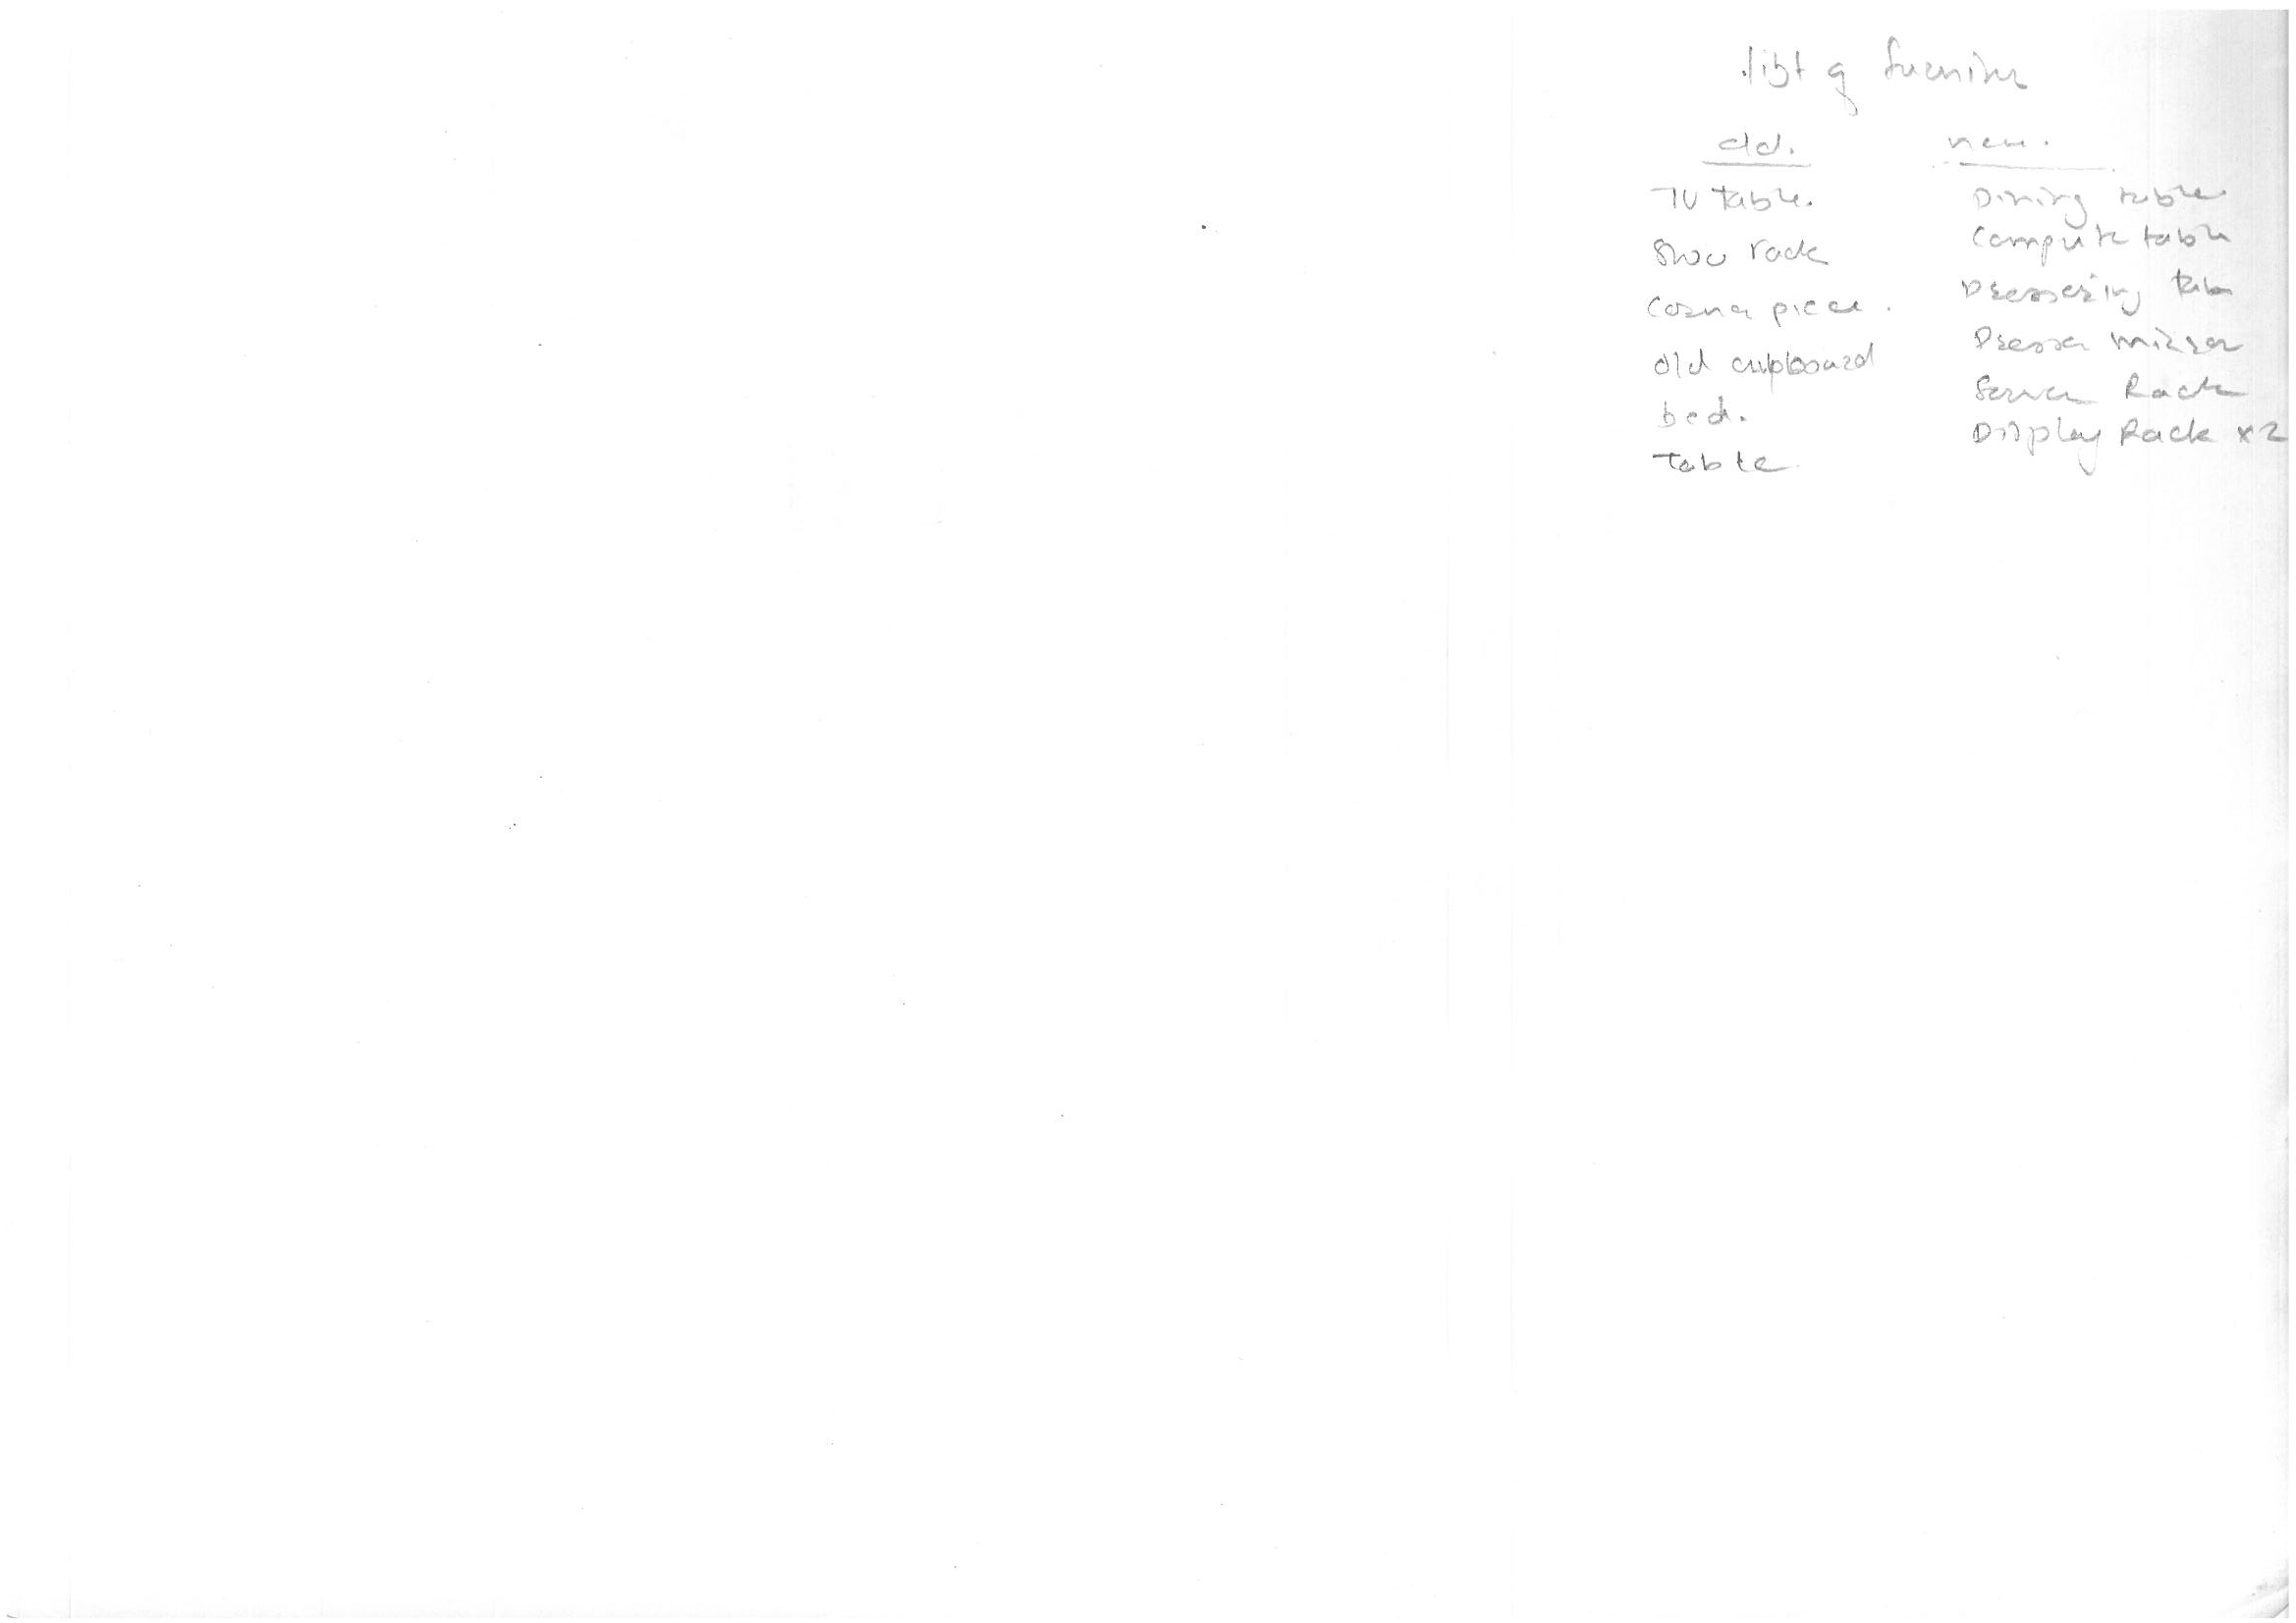 list of furniture
old.
new.
TV table.
Shoe rack
Corner piece.
old cupboard
bed.
Table
Dining table
Computer table
Dressing table
Dresser mirror
Server Rack
Display Rack x 2